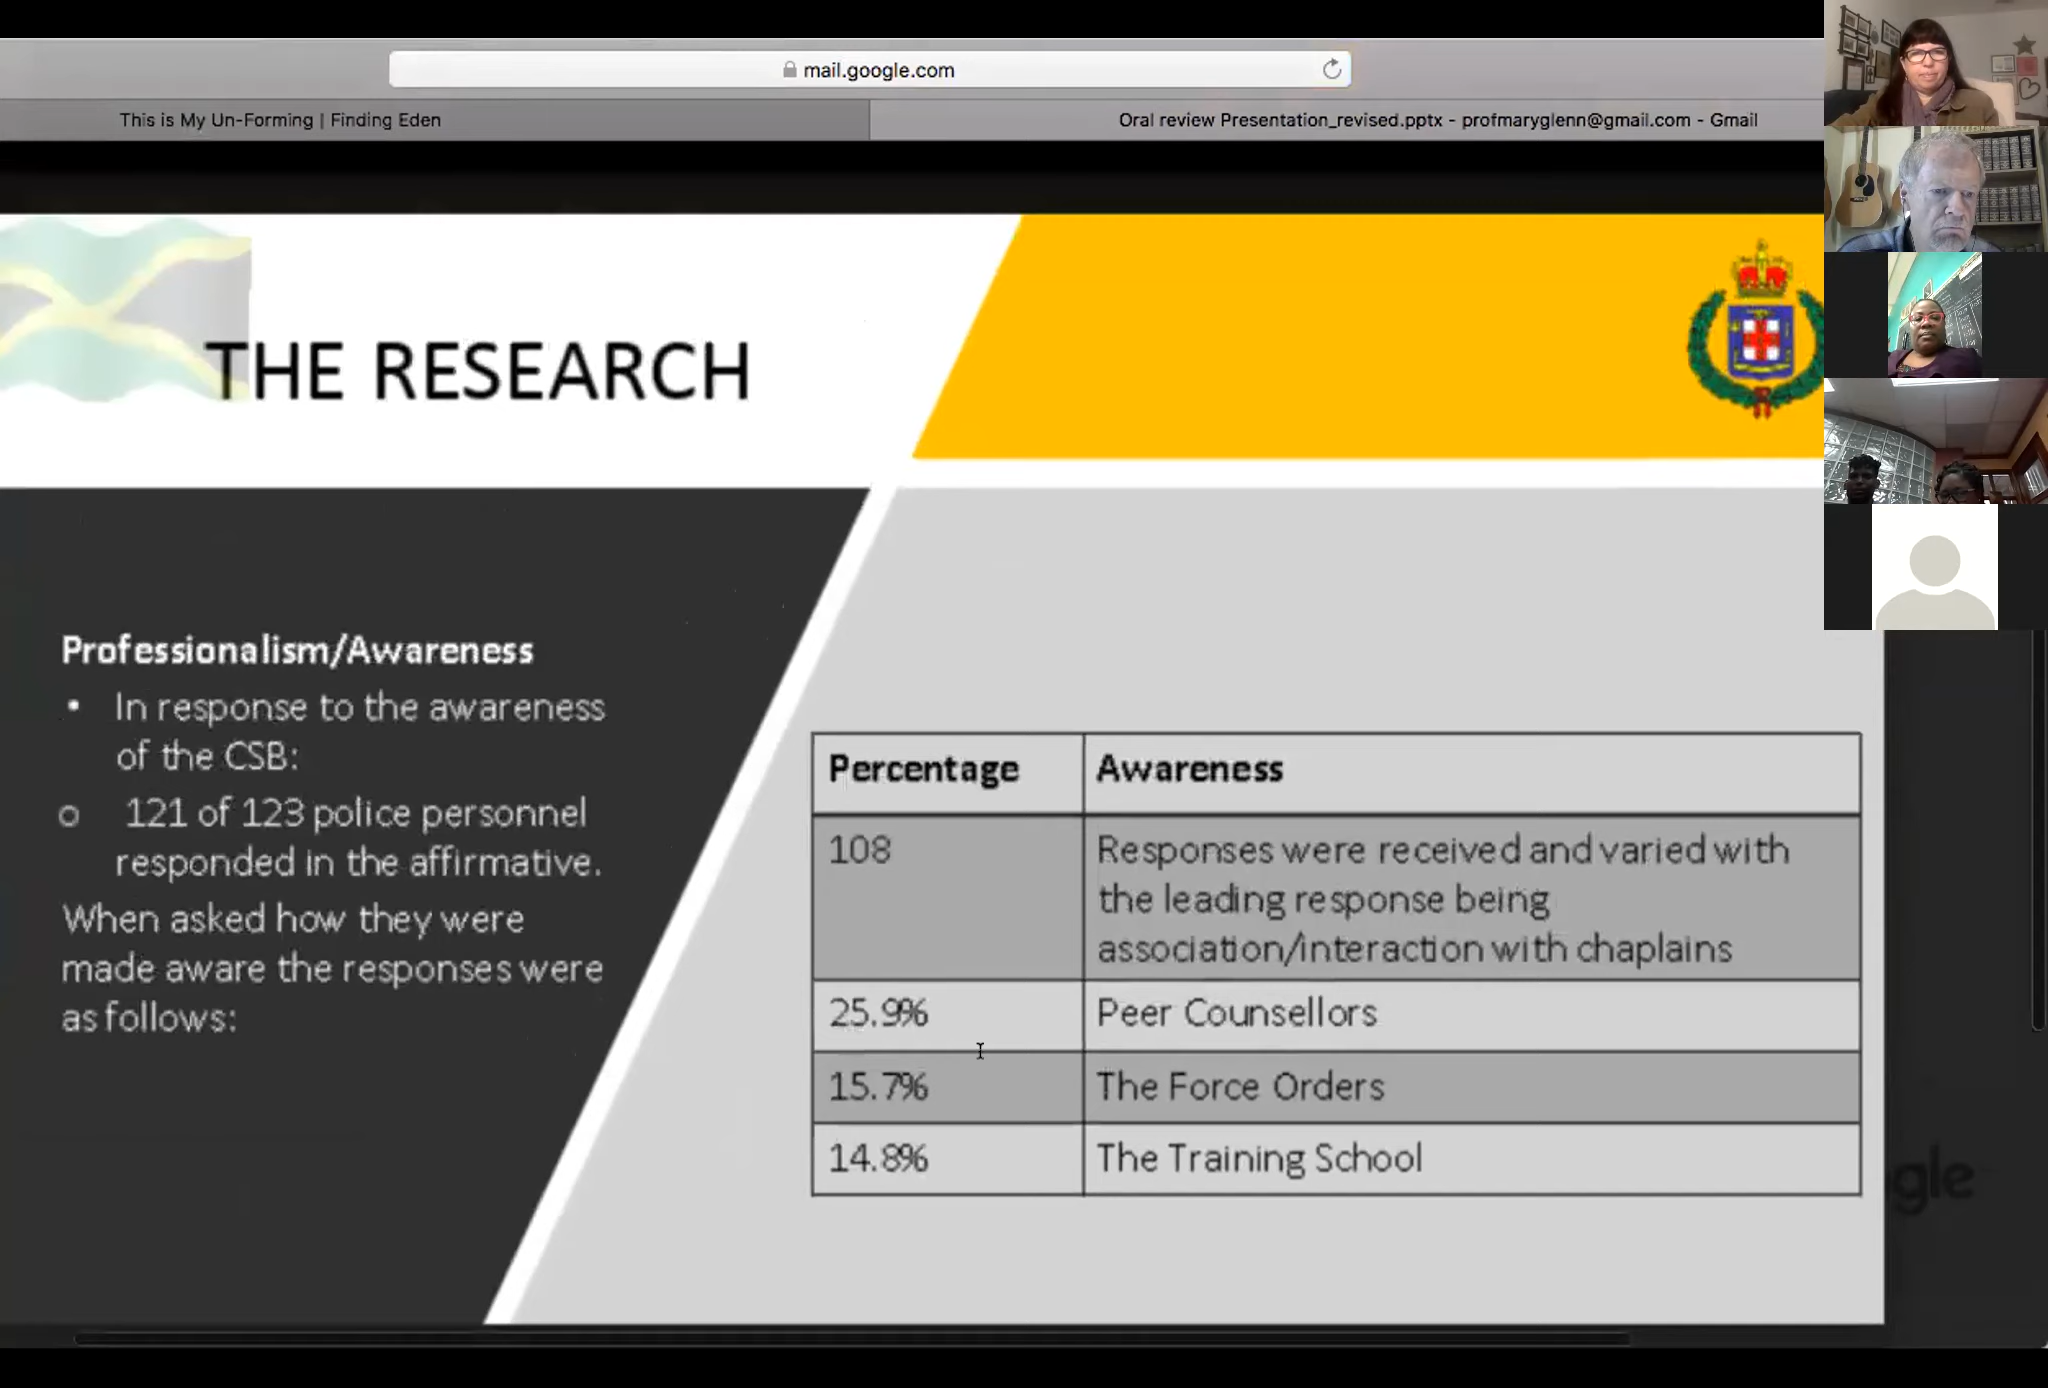 mail.google.com
This is My Un-Forming | Finding Eden
Oral review Presentation_revised.pptx - profmaryglenn@gmail.com - Gmail
THE RESEARCH
Professionalism/Awareness
• In response to the awareness
of the CSB:
o 121 of 123 police personnel
responded in the affirmative.
When asked how they were
made aware the responses were
as follows:
Percentage Awareness
108 Responses were received and varied with
the leading response being
association/interaction with chaplains
25.9% Peer Counsellors
15.7% The Force Orders
14.8% The Training School
gle